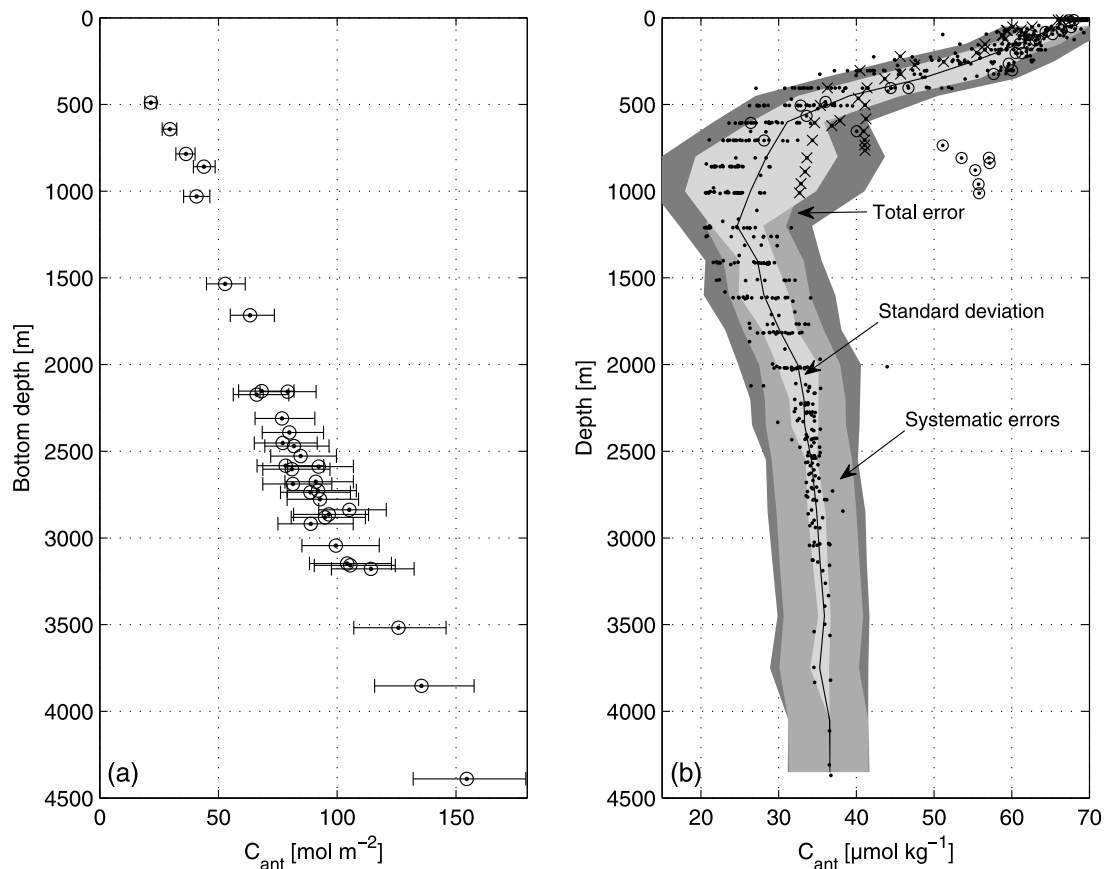 0
500
1000
1500
2000
2500
3000
3500
4000
4500
Bottom depth [m]
0 50 100 150
C_ant [mol m⁻²]
(a)
0
500
1000
1500
2000
2500
3000
3500
4000
4500
Depth [m]
20 30 40 50 60 70
C_ant [µmol kg⁻¹]
Total error
Standard deviation
Systematic errors
(b)